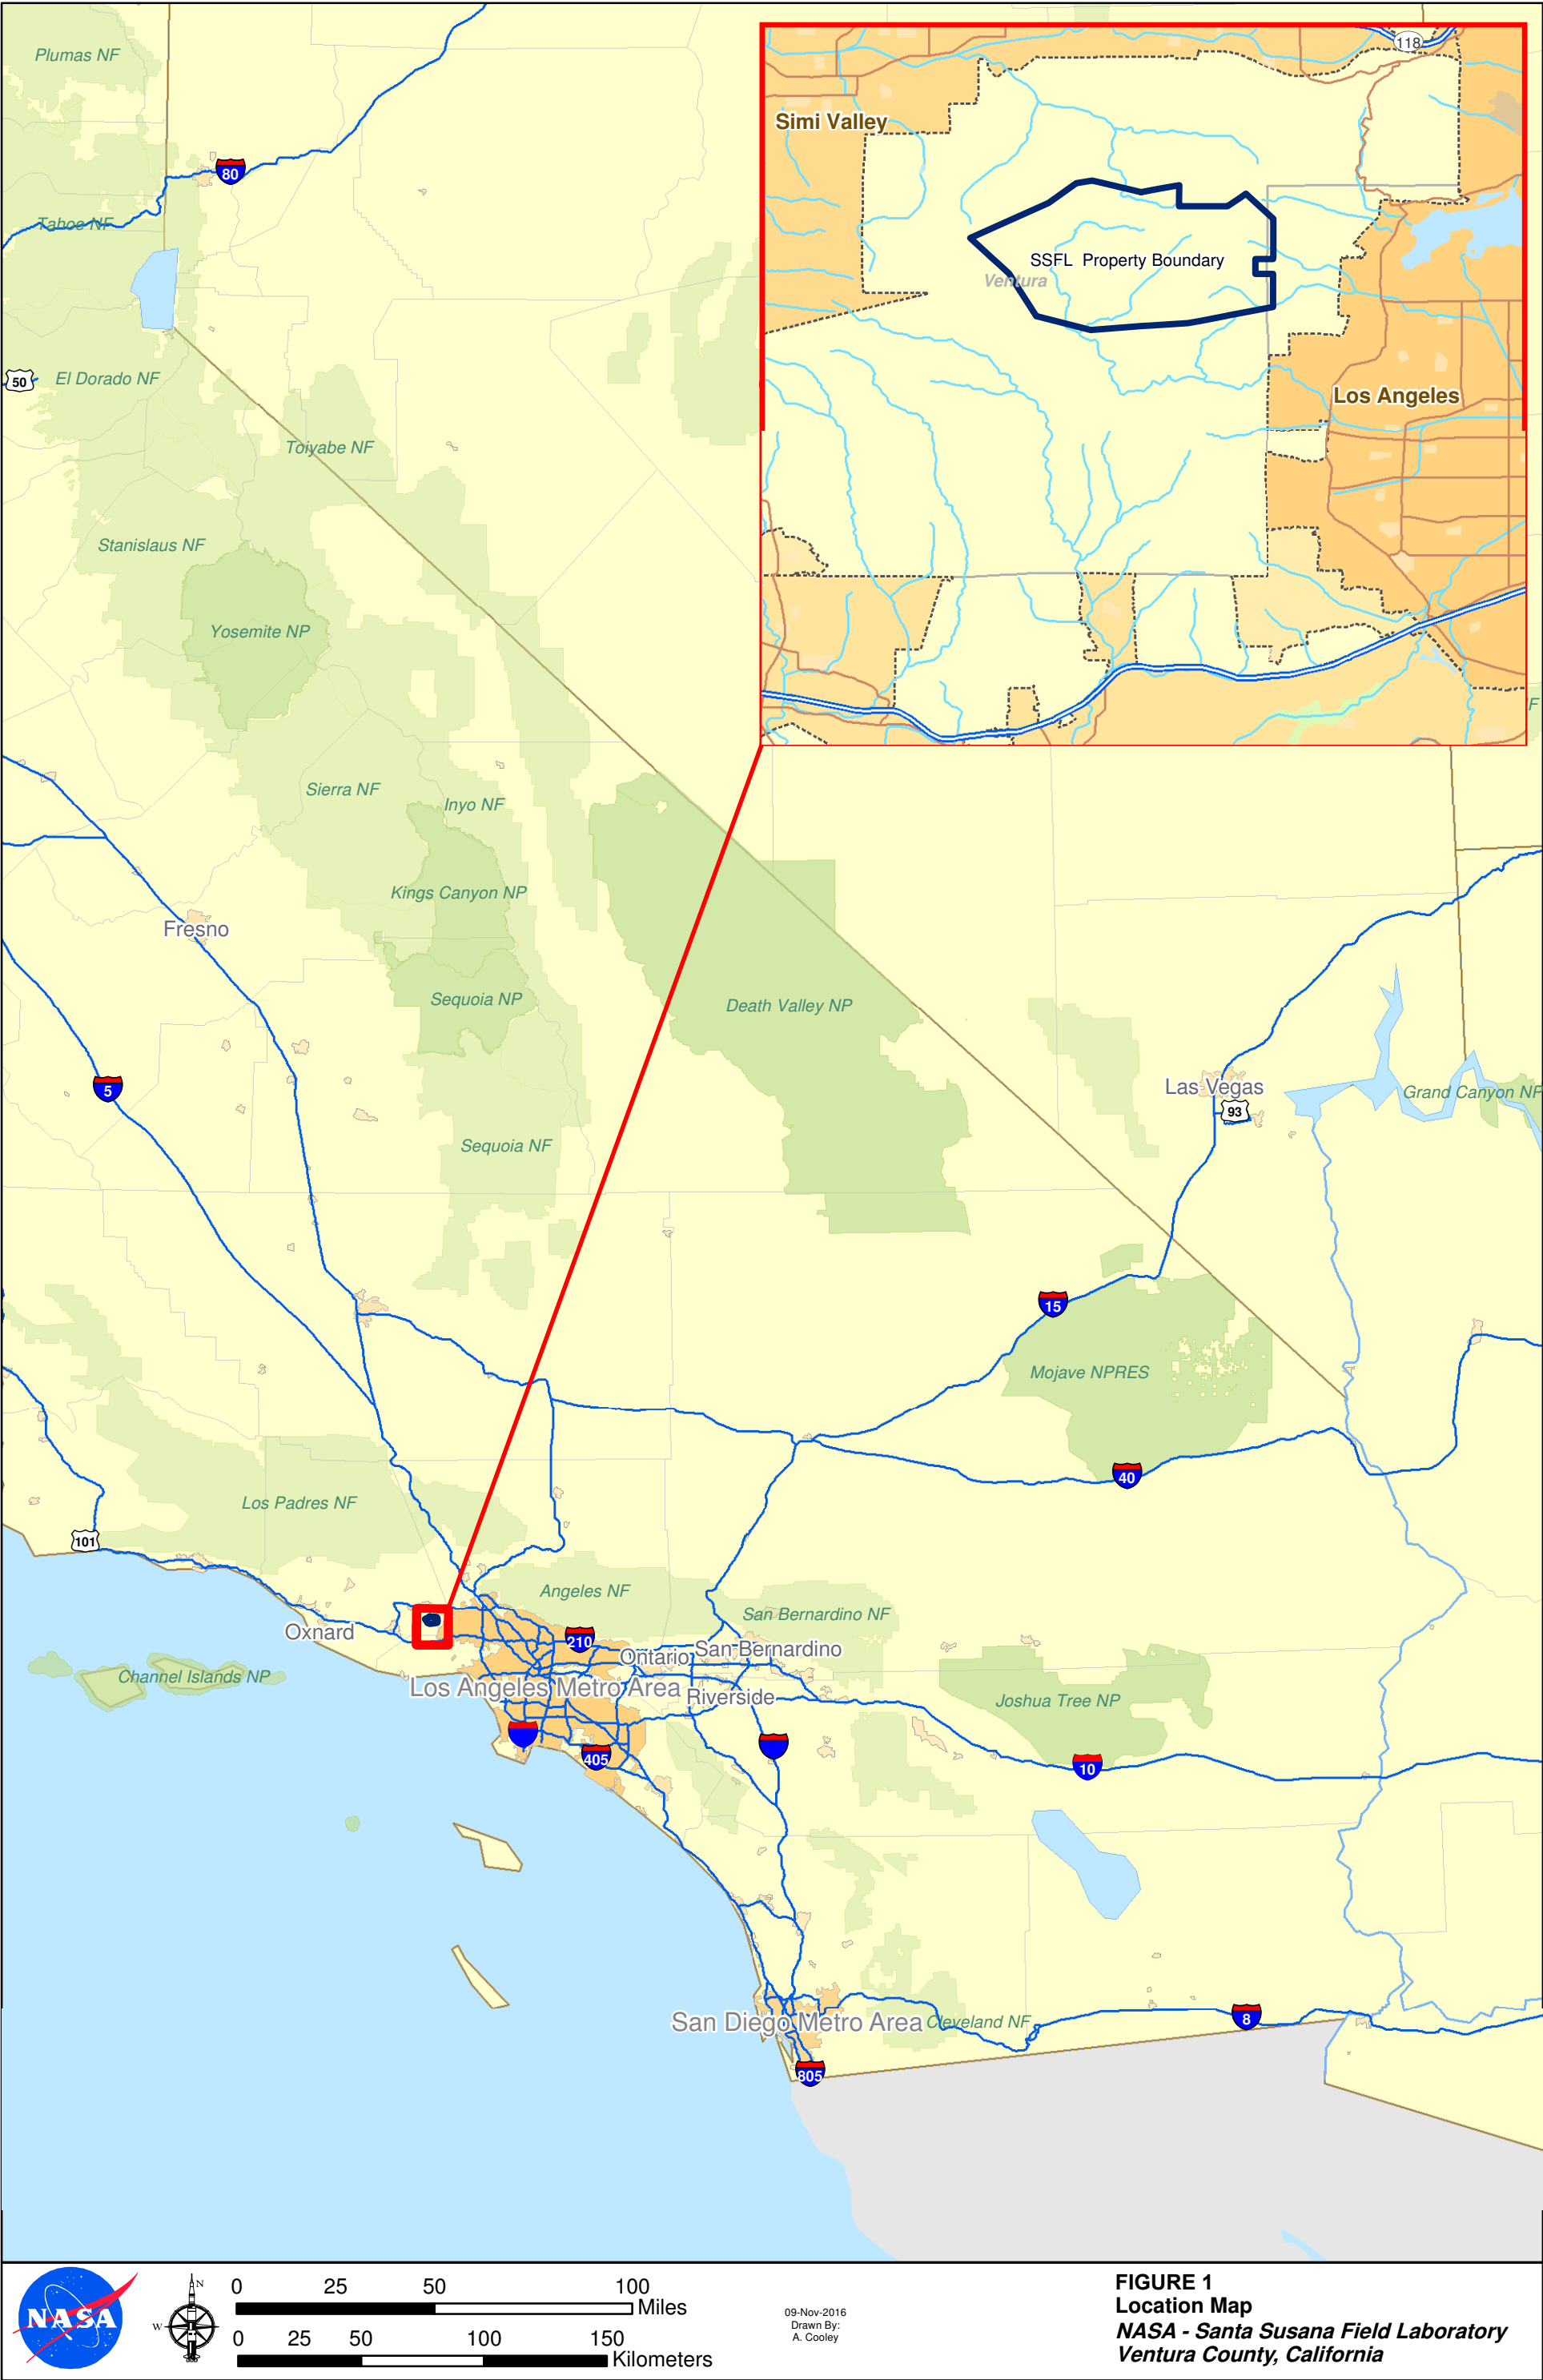 Plumas NF
80
Tahoe NF
50
El Dorado NF
Toiyabe NF
Stanislaus NF
Yosemite NP
118
Simi Valley
SSFL Property Boundary
Ventura
Los Angeles
F
Sierra NF
Inyo NF
Kings Canyon NP
Fresno
Sequoia NP
Death Valley NP
5
Las Vegas
93
Grand Canyon NP
Sequoia NF
15
Mojave NPRES
40
Los Padres NF
101
Angeles NF
San Bernardino NF
Oxnard
210
Ontario
San Bernardino
Channel Islands NP
Los Angeles Metro Area
Riverside
Joshua Tree NP
405
10
San Diego Metro Area
Cleveland NF
8
805
NASA
N
W
0 25 50 100
Miles
0 25 50 100 150
Kilometers
09-Nov-2016
Drawn By:
A. Cooley
FIGURE 1
Location Map
NASA - Santa Susana Field Laboratory
Ventura County, California